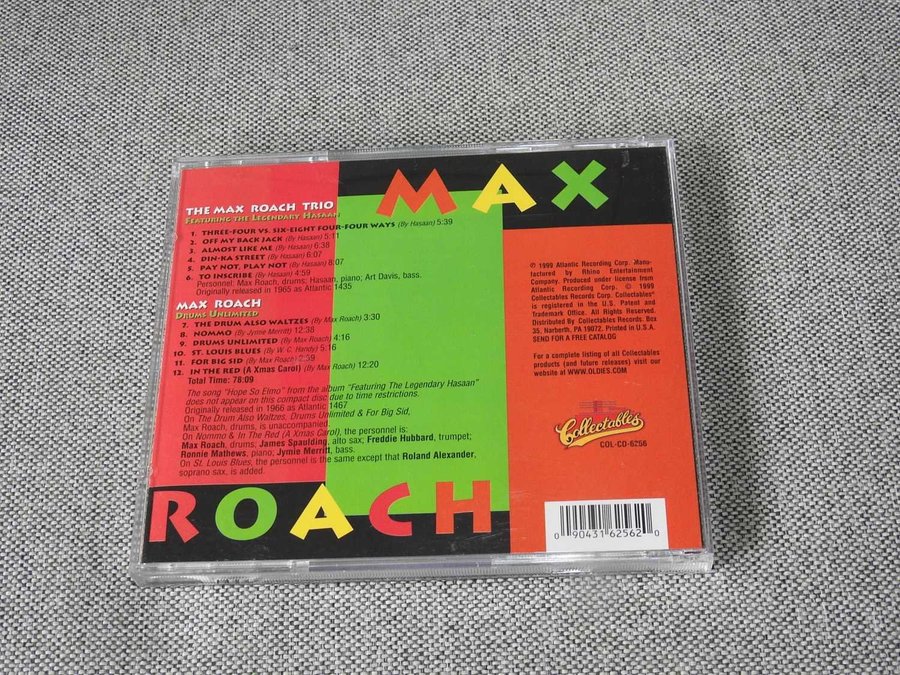 MAX
THE MAX ROACH TRIO
FEATURING THE LEGENDARY HASAAN
1. THREE-FOUR VS. SIX-EIGHT FOUR-FOUR WAYS (By Hasaan) 5:39
2. OFF MY BACK JACK (By Hasaan) 5:11
3. ALMOST LIKE ME (By Hasaan) 6:38
4. DIN-KA STREET (By Hasaan) 6:07
5. PAY NOT, PLAY NOT (By Hasaan) 8:07
6. TO INSCRIBE (By Hasaan) 4:59
Personnel: Max Roach, drums; Hasaan, piano; Art Davis, bass.
Originally released in 1965 as Atlantic 1435
MAX ROACH
DRUMS UNLIMITED
7. THE DRUM ALSO WALTZES (By Max Roach) 3:30
8. NOMMO (By Jymie Merritt) 12:38
9. DRUMS UNLIMITED (By Max Roach) 4:16
10. ST. LOUIS BLUES (By W. C. Handy) 5:16
11. FOR BIG SID (By Max Roach) 2:59
12. IN THE RED (A Xmas Carol) (By Max Roach) 12:20
Total Time: 78:09
The song "Hope So Elmo" from the album "Featuring The Legendary Hasaan"
does not appear on this compact disc due to time restrictions.
Originally released in 1966 as Atlantic 1467
On The Drum Also Waltzes, Drums Unlimited & For Big Sid,
Max Roach, drums, is unaccompanied.
On Nommo & In The Red (A Xmas Carol), the personnel is:
Max Roach, drums, James Spaulding, alto sax; Freddie Hubbard, trumpet;
Ronnie Mathews, piano; Jymie Merritt, bass.
On St. Louis Blues, the personnel is the same except that Roland Alexander,
soprano sax, is added.
ROACH
℗ 1999 Atlantic Recording Corp. Manu-
factured by Rhino Entertainment
Company. Produced under license from
Atlantic Recording Corp. © 1999
Collectables Records Corp. Collectables®
is registered in the U.S. Patent and
Trademark Office. All Rights Reserved.
Distributed By Collectables Records. Box
35, Narberth, PA 19072, Printed in U.S.A.
SEND FOR A FREE CATALOG
For a complete listing of all Collectables
products (and future releases) visit our
website at WWW.OLDIES.COM
Collectables
COL-CD-6256
0 90431 62562 0